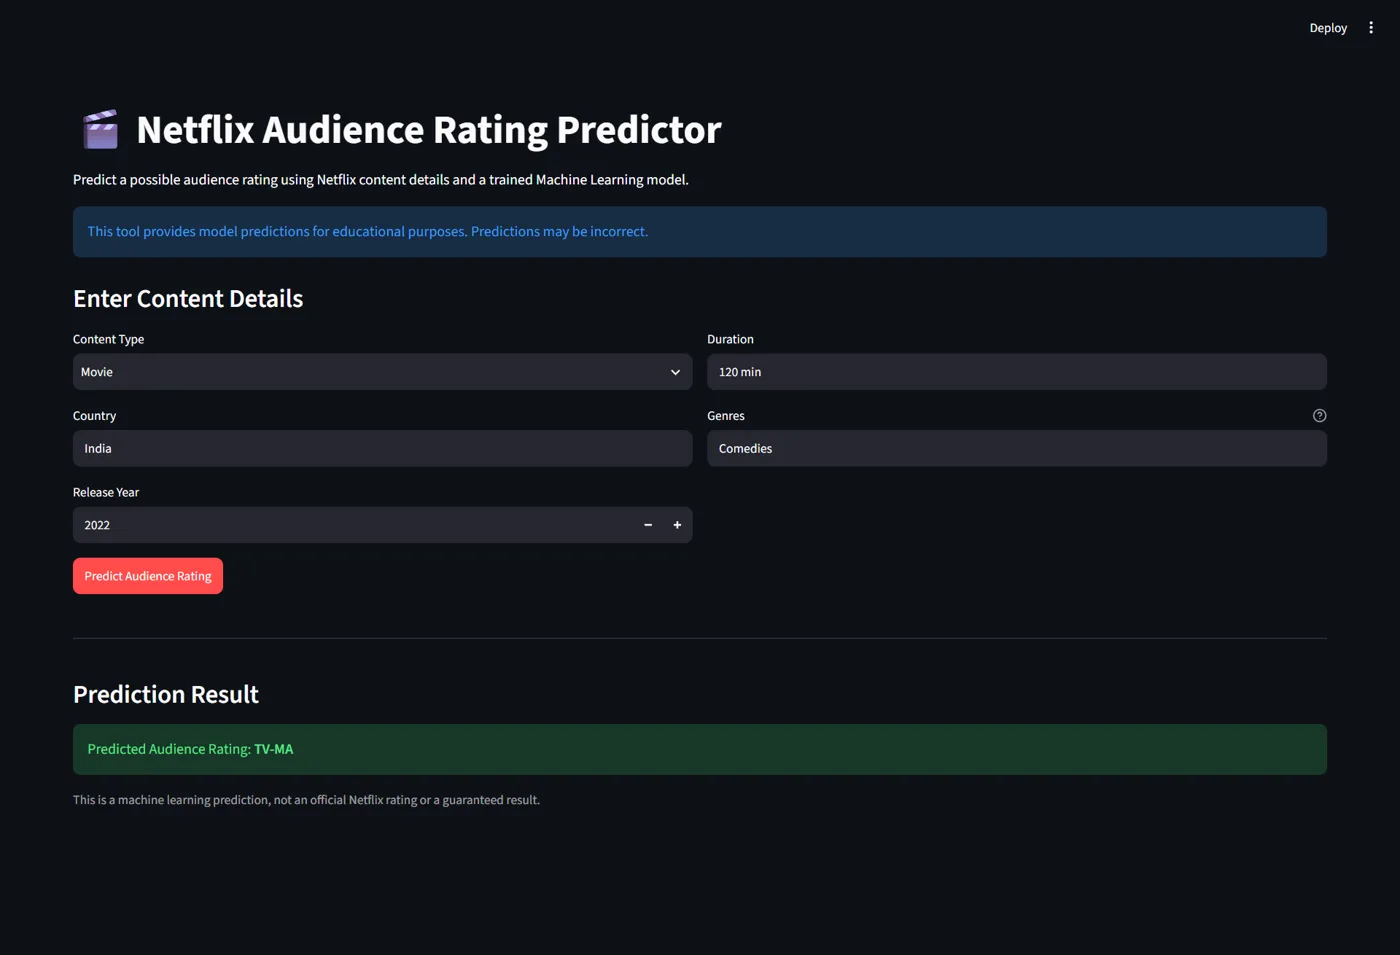 Deploy
Netflix Audience Rating Predictor
Predict a possible audience rating using Netflix content details and a trained Machine Learning model.
This tool provides model predictions for educational purposes. Predictions may be incorrect.
Enter Content Details
Content Type
Movie
Duration
120 min
Country
India
Genres
Comedies
Release Year
2022
Predict Audience Rating
Prediction Result
Predicted Audience Rating: TV-MA
This is a machine learning prediction, not an official Netflix rating or a guaranteed result.